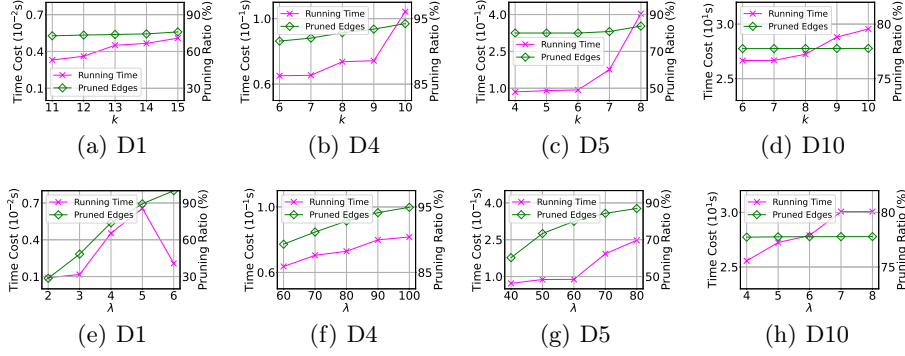 Time Cost (10⁻²s)
0.7
0.4
0.1
Running Time
Pruned Edges
90
60
30
Pruning Ratio (%)
11 12 13 14 15
k
(a) D1
Time Cost (10⁻¹s)
1.0
0.6
Running Time
Pruned Edges
95
85
Pruning Ratio (%)
6 7 8 9 10
k
(b) D4
Time Cost (10⁻¹s)
4.0
2.5
1.0
Running Time
Pruned Edges
90
70
50
Pruning Ratio (%)
4 5 6 7 8
k
(c) D5
Time Cost (10¹s)
3.0
2.5
Running Time
Pruned Edges
80
75
Pruning Ratio (%)
6 7 8 9 10
k
(d) D10
Time Cost (10⁻²s)
0.7
0.4
0.1
Running Time
Pruned Edges
90
60
30
Pruning Ratio (%)
2 3 4 5 6
λ
(e) D1
Time Cost (10⁻¹s)
1.0
0.6
Running Time
Pruned Edges
95
85
Pruning Ratio (%)
60 70 80 90 100
λ
(f) D4
Time Cost (10⁻¹s)
4.0
2.5
1.0
Running Time
Pruned Edges
90
70
50
Pruning Ratio (%)
40 50 60 70 80
λ
(g) D5
Time Cost (10¹s)
3.0
2.5
Running Time
Pruned Edges
80
75
Pruning Ratio (%)
4 5 6 7 8
λ
(h) D10